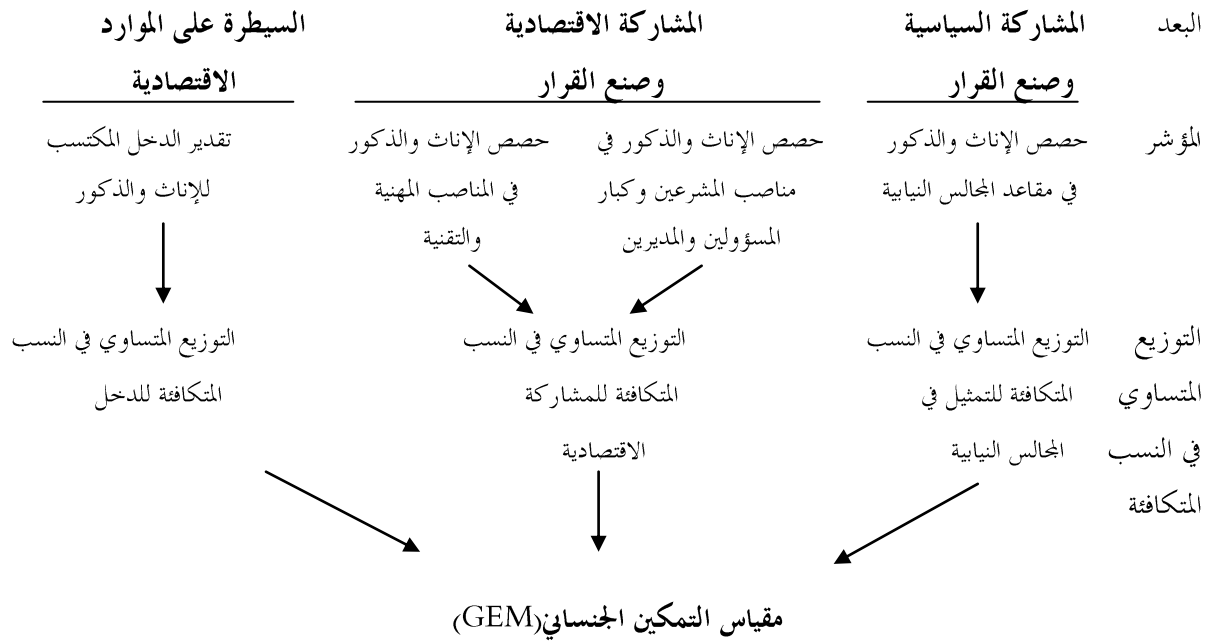 البعد
المشاركة السياسية
وصنع القرار
المشاركة الاقتصادية
وصنع القرار
السيطرة على الموارد
الاقتصادية
المؤشر
حصص الإناث والذكور
في مقاعد المجالس النيابية
حصص الإناث والذكور في
مناصب المشرعين وكبار
المسؤولين والمديرين
حصص الإناث والذكور
في المناصب المهنية
والتقنية
تقدير الدخل المكتسب
للإناث والذكور
التوزيع
المتساوي
في النسب
المتكافئة
التوزيع المتساوي في النسب
المتكافئة للتمثيل في
المجالس النيابية
التوزيع المتساوي في النسب
المتكافئة للمشاركة
الاقتصادية
التوزيع المتساوي في النسب
المتكافئة للدخل
مقياس التمكين الجنساني(GEM)